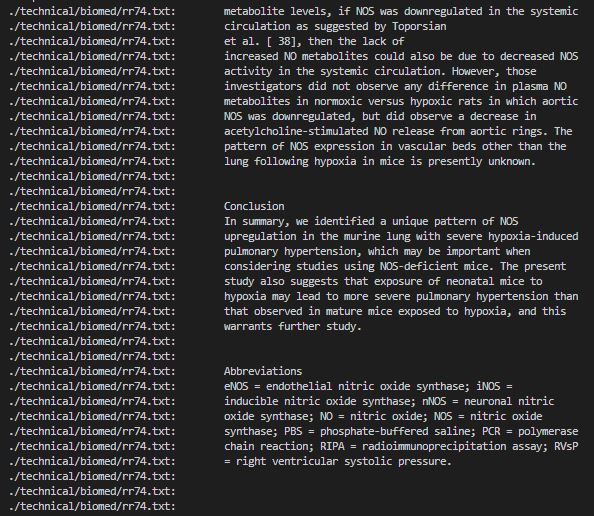 ./technical/biomed/rr74.txt:        metabolite levels, if NOS was downregulated in the systemic
./technical/biomed/rr74.txt:        circulation as suggested by Toporsian
./technical/biomed/rr74.txt:        et al. [ 38], then the lack of
./technical/biomed/rr74.txt:        increased NO metabolites could also be due to decreased NOS
./technical/biomed/rr74.txt:        activity in the systemic circulation. However, those
./technical/biomed/rr74.txt:        investigators did not observe any difference in plasma NO
./technical/biomed/rr74.txt:        metabolites in normoxic versus hypoxic rats in which aortic
./technical/biomed/rr74.txt:        NOS was downregulated, but did observe a decrease in
./technical/biomed/rr74.txt:        acetylcholine-stimulated NO release from aortic rings. The
./technical/biomed/rr74.txt:        pattern of NOS expression in vascular beds other than the
./technical/biomed/rr74.txt:        lung following hypoxia in mice is presently unknown.
./technical/biomed/rr74.txt:
./technical/biomed/rr74.txt:
./technical/biomed/rr74.txt:        Conclusion
./technical/biomed/rr74.txt:        In summary, we identified a unique pattern of NOS
./technical/biomed/rr74.txt:        upregulation in the murine lung with severe hypoxia-induced
./technical/biomed/rr74.txt:        pulmonary hypertension, which may be important when
./technical/biomed/rr74.txt:        considering studies using NOS-deficient mice. The present
./technical/biomed/rr74.txt:        study also suggests that exposure of neonatal mice to
./technical/biomed/rr74.txt:        hypoxia may lead to more severe pulmonary hypertension than
./technical/biomed/rr74.txt:        that observed in mature mice exposed to hypoxia, and this
./technical/biomed/rr74.txt:        warrants further study.
./technical/biomed/rr74.txt:
./technical/biomed/rr74.txt:
./technical/biomed/rr74.txt:        Abbreviations
./technical/biomed/rr74.txt:        eNOS = endothelial nitric oxide synthase; iNOS =
./technical/biomed/rr74.txt:        inducible nitric oxide synthase; nNOS = neuronal nitric
./technical/biomed/rr74.txt:        oxide synthase; NO = nitric oxide; NOS = nitric oxide
./technical/biomed/rr74.txt:        synthase; PBS = phosphate-buffered saline; PCR = polymerase
./technical/biomed/rr74.txt:        chain reaction; RIPA = radioimmunoprecipitation assay; RVsP
./technical/biomed/rr74.txt:        = right ventricular systolic pressure.
./technical/biomed/rr74.txt:
./technical/biomed/rr74.txt:
./technical/biomed/rr74.txt: